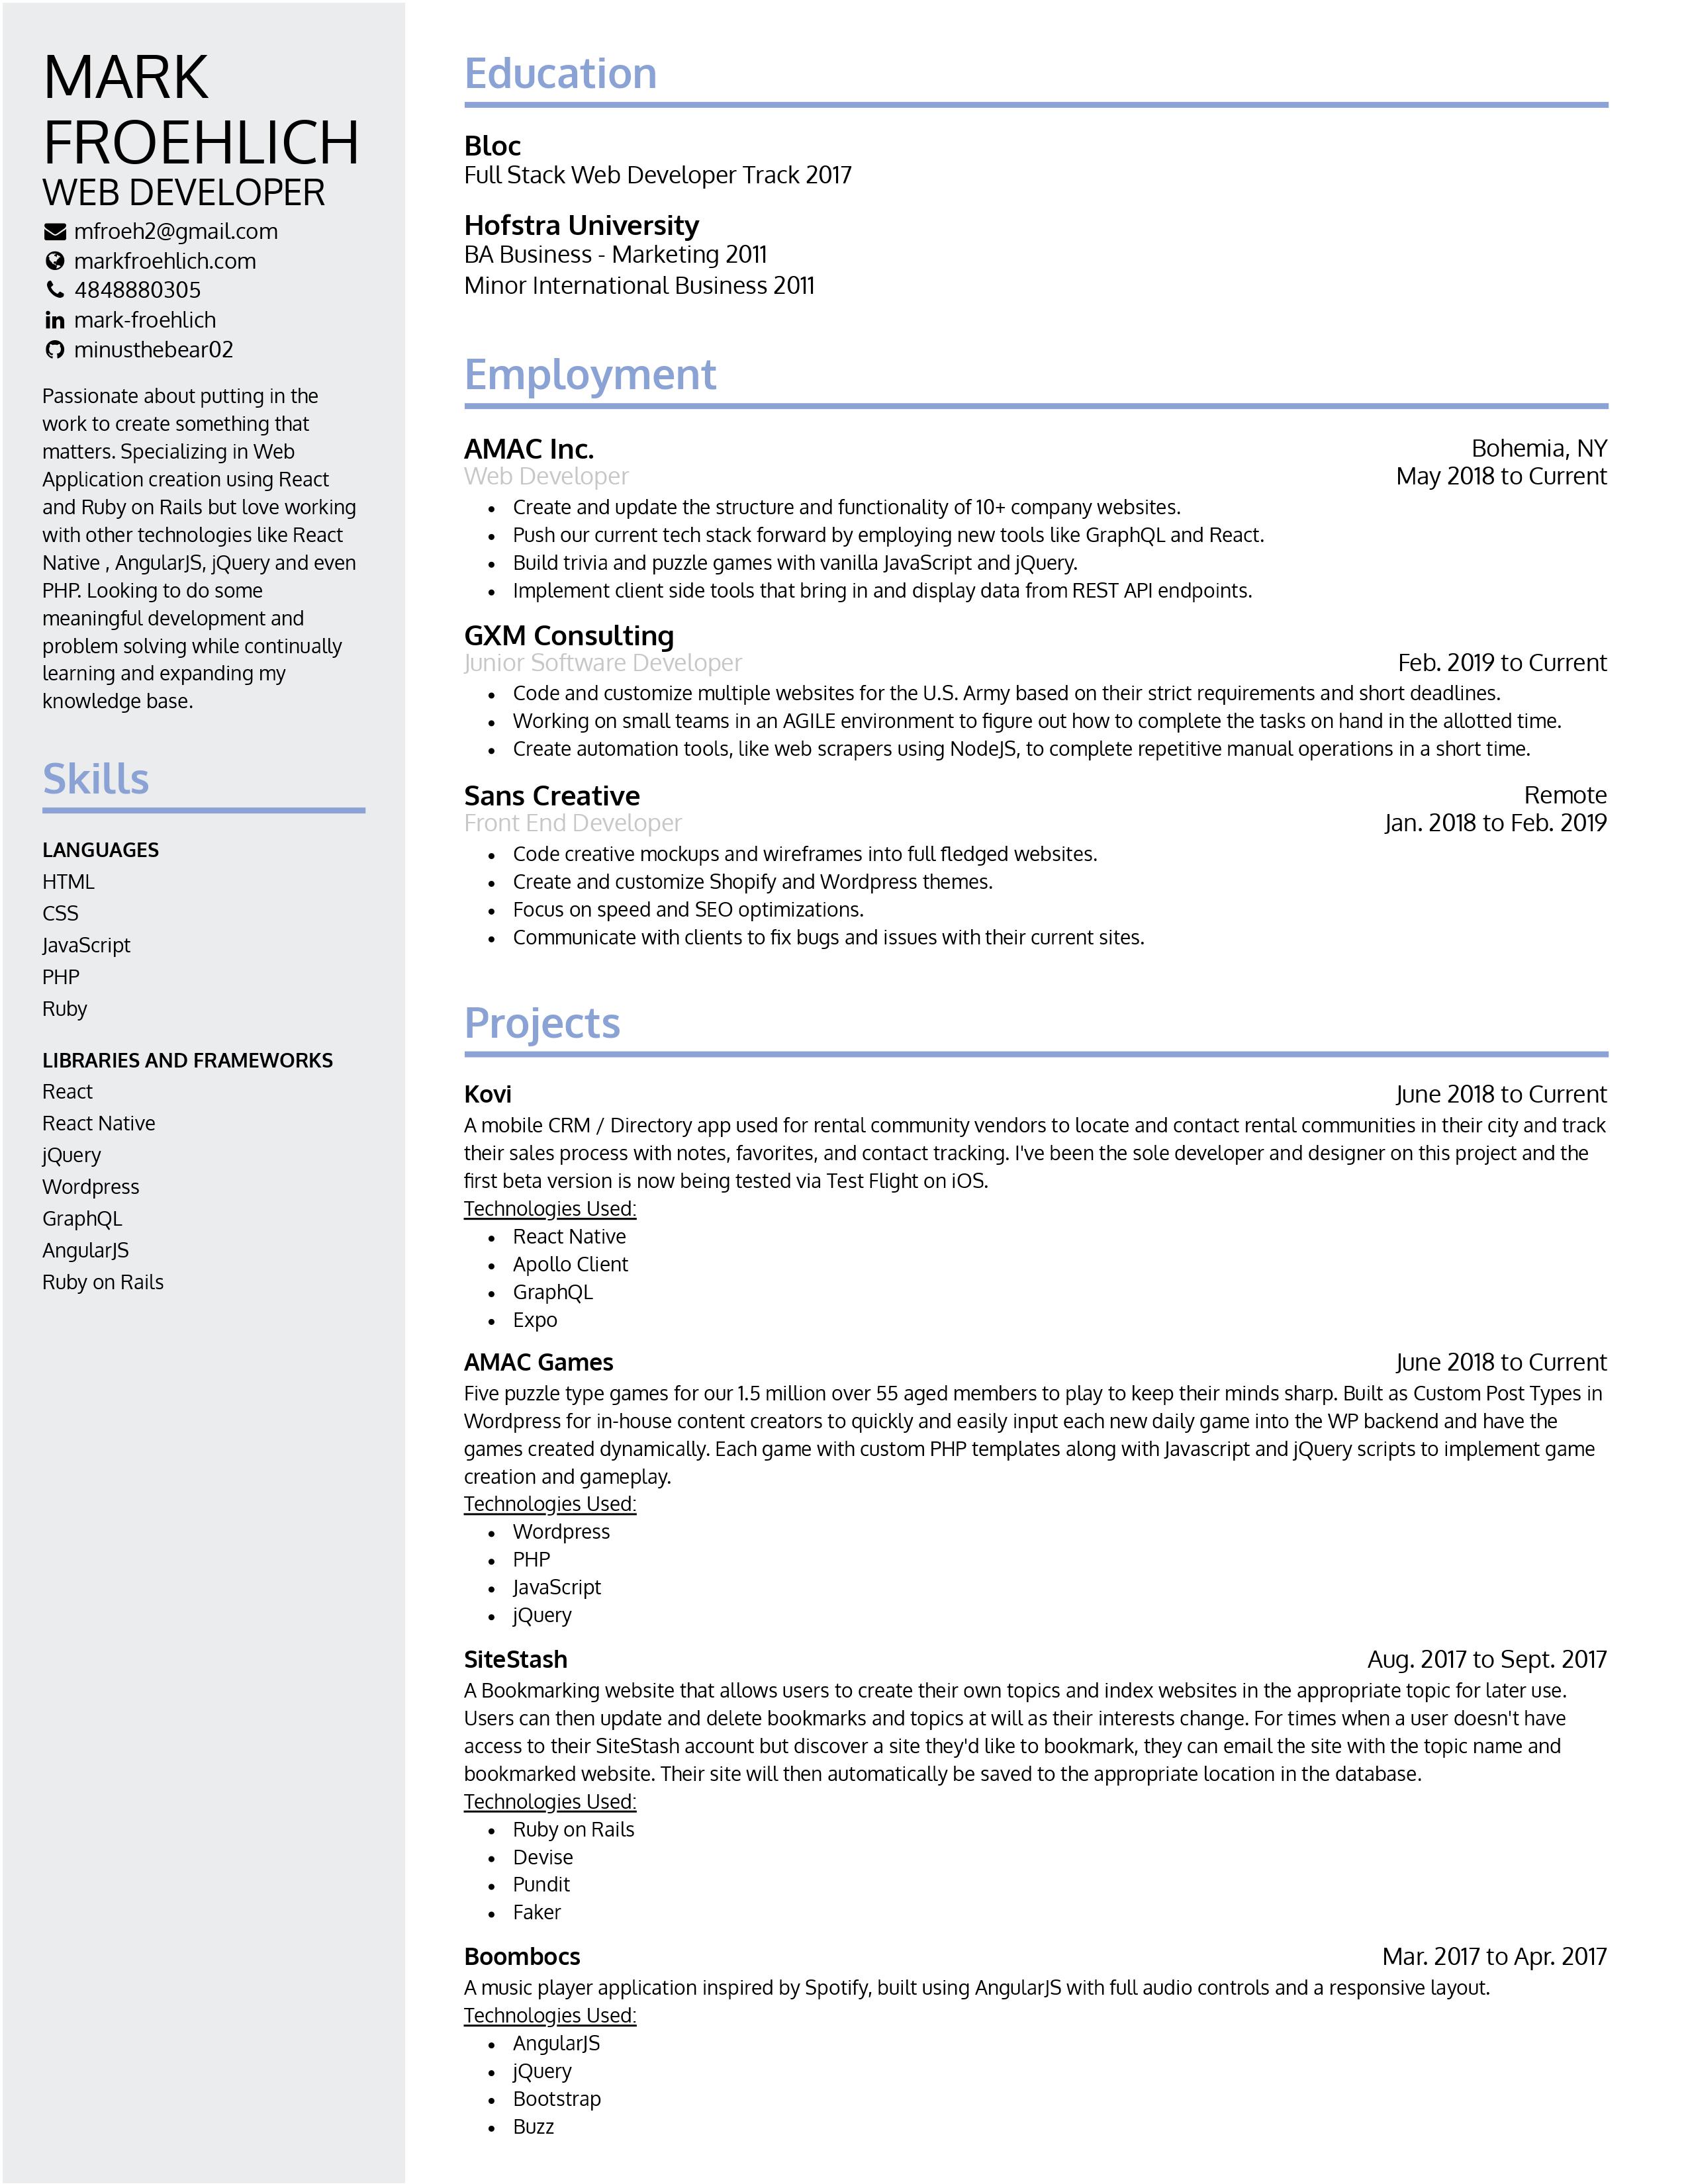 MARK
FROEHLICH
WEB DEVELOPER
mfroeh2@gmail.com
markfroehlich.com
4848880305
mark-froehlich
minusthebear02
Passionate about putting in the
work to create something that
matters. Specializing in Web
Application creation using React
and Ruby on Rails but love working
with other technologies like React
Native , AngularJS, jQuery and even
PHP. Looking to do some
meaningful development and
problem solving while continually
learning and expanding my
knowledge base.
Skills
LANGUAGES
HTML
CSS
JavaScript
PHP
Ruby
LIBRARIES AND FRAMEWORKS
React
React Native
jQuery
Wordpress
GraphQL
AngularJS
Ruby on Rails
Education
Bloc
Full Stack Web Developer Track 2017
Hofstra University
BA Business - Marketing 2011
Minor International Business 2011
Employment
AMAC Inc. Bohemia, NY
Web Developer May 2018 to Current
• Create and update the structure and functionality of 10+ company websites.
• Push our current tech stack forward by employing new tools like GraphQL and React.
• Build trivia and puzzle games with vanilla JavaScript and jQuery.
• Implement client side tools that bring in and display data from REST API endpoints.
GXM Consulting
Junior Software Developer Feb. 2019 to Current
• Code and customize multiple websites for the U.S. Army based on their strict requirements and short deadlines.
• Working on small teams in an AGILE environment to figure out how to complete the tasks on hand in the allotted time.
• Create automation tools, like web scrapers using NodeJS, to complete repetitive manual operations in a short time.
Sans Creative Remote
Front End Developer Jan. 2018 to Feb. 2019
• Code creative mockups and wireframes into full fledged websites.
• Create and customize Shopify and Wordpress themes.
• Focus on speed and SEO optimizations.
• Communicate with clients to fix bugs and issues with their current sites.
Projects
Kovi June 2018 to Current
A mobile CRM / Directory app used for rental community vendors to locate and contact rental communities in their city and track
their sales process with notes, favorites, and contact tracking. I've been the sole developer and designer on this project and the
first beta version is now being tested via Test Flight on iOS.
Technologies Used:
• React Native
• Apollo Client
• GraphQL
• Expo
AMAC Games June 2018 to Current
Five puzzle type games for our 1.5 million over 55 aged members to play to keep their minds sharp. Built as Custom Post Types in
Wordpress for in-house content creators to quickly and easily input each new daily game into the WP backend and have the
games created dynamically. Each game with custom PHP templates along with Javascript and jQuery scripts to implement game
creation and gameplay.
Technologies Used:
• Wordpress
• PHP
• JavaScript
• jQuery
SiteStash Aug. 2017 to Sept. 2017
A Bookmarking website that allows users to create their own topics and index websites in the appropriate topic for later use.
Users can then update and delete bookmarks and topics at will as their interests change. For times when a user doesn't have
access to their SiteStash account but discover a site they'd like to bookmark, they can email the site with the topic name and
bookmarked website. Their site will then automatically be saved to the appropriate location in the database.
Technologies Used:
• Ruby on Rails
• Devise
• Pundit
• Faker
Boombocs Mar. 2017 to Apr. 2017
A music player application inspired by Spotify, built using AngularJS with full audio controls and a responsive layout.
Technologies Used:
• AngularJS
• jQuery
• Bootstrap
• Buzz